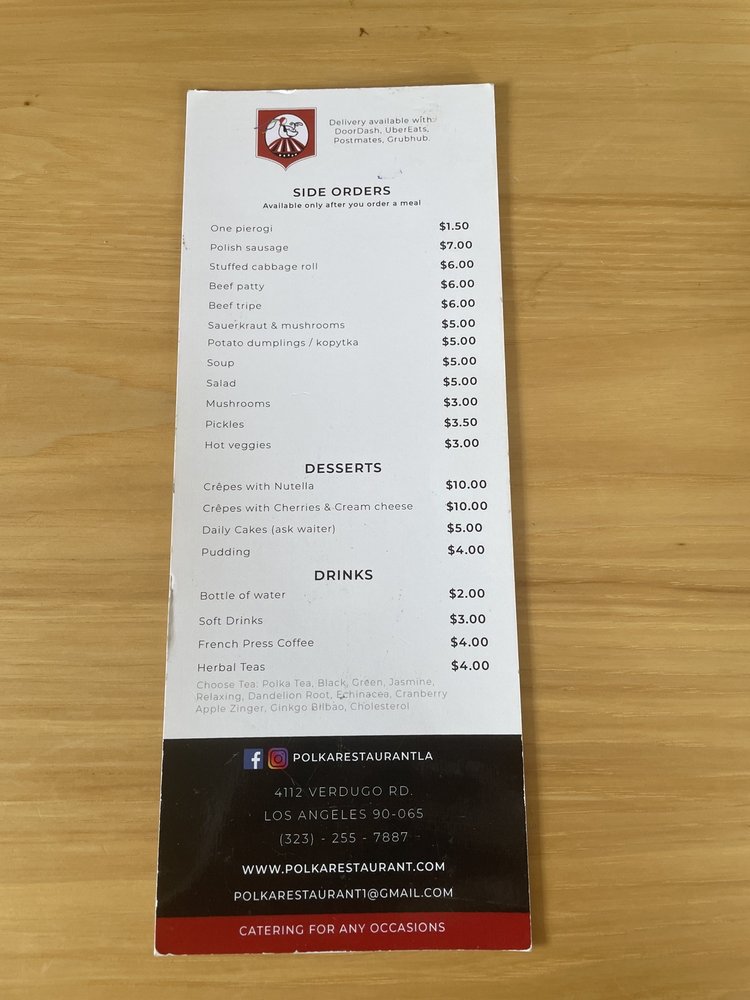 Delivery available with
DoorDash, UberEats,
Postmates, Grubhub.
SIDE ORDERS
Available only after you order a meal
One pierogi $1.50
Polish sausage $7.00
Stuffed cabbage roll $6.00
Beef patty $6.00
Beef tripe $6.00
Sauerkraut & mushrooms $5.00
Potato dumplings / kopytka $5.00
Soup $5.00
Salad $5.00
Mushrooms $3.00
Pickles $3.50
Hot veggies $3.00
DESSERTS
Crêpes with Nutella $10.00
Crêpes with Cherries & Cream cheese $10.00
Daily Cakes (ask waiter) $5.00
Pudding $4.00
DRINKS
Bottle of water $2.00
Soft Drinks $3.00
French Press Coffee $4.00
Herbal Teas $4.00
Choose Tea: Polka Tea, Black, Green, Jasmine,
Relaxing, Dandelion Root, Echinacea, Cranberry
Apple Zinger, Ginkgo Bilbao, Cholesterol
POLKARESTAURANTLA
4112 VERDUGO RD.
LOS ANGELES 90-065
(323) - 255 - 7887
WWW.POLKARESTAURANT.COM
POLKARESTAURANT1@GMAIL.COM
CATERING FOR ANY OCCASIONS